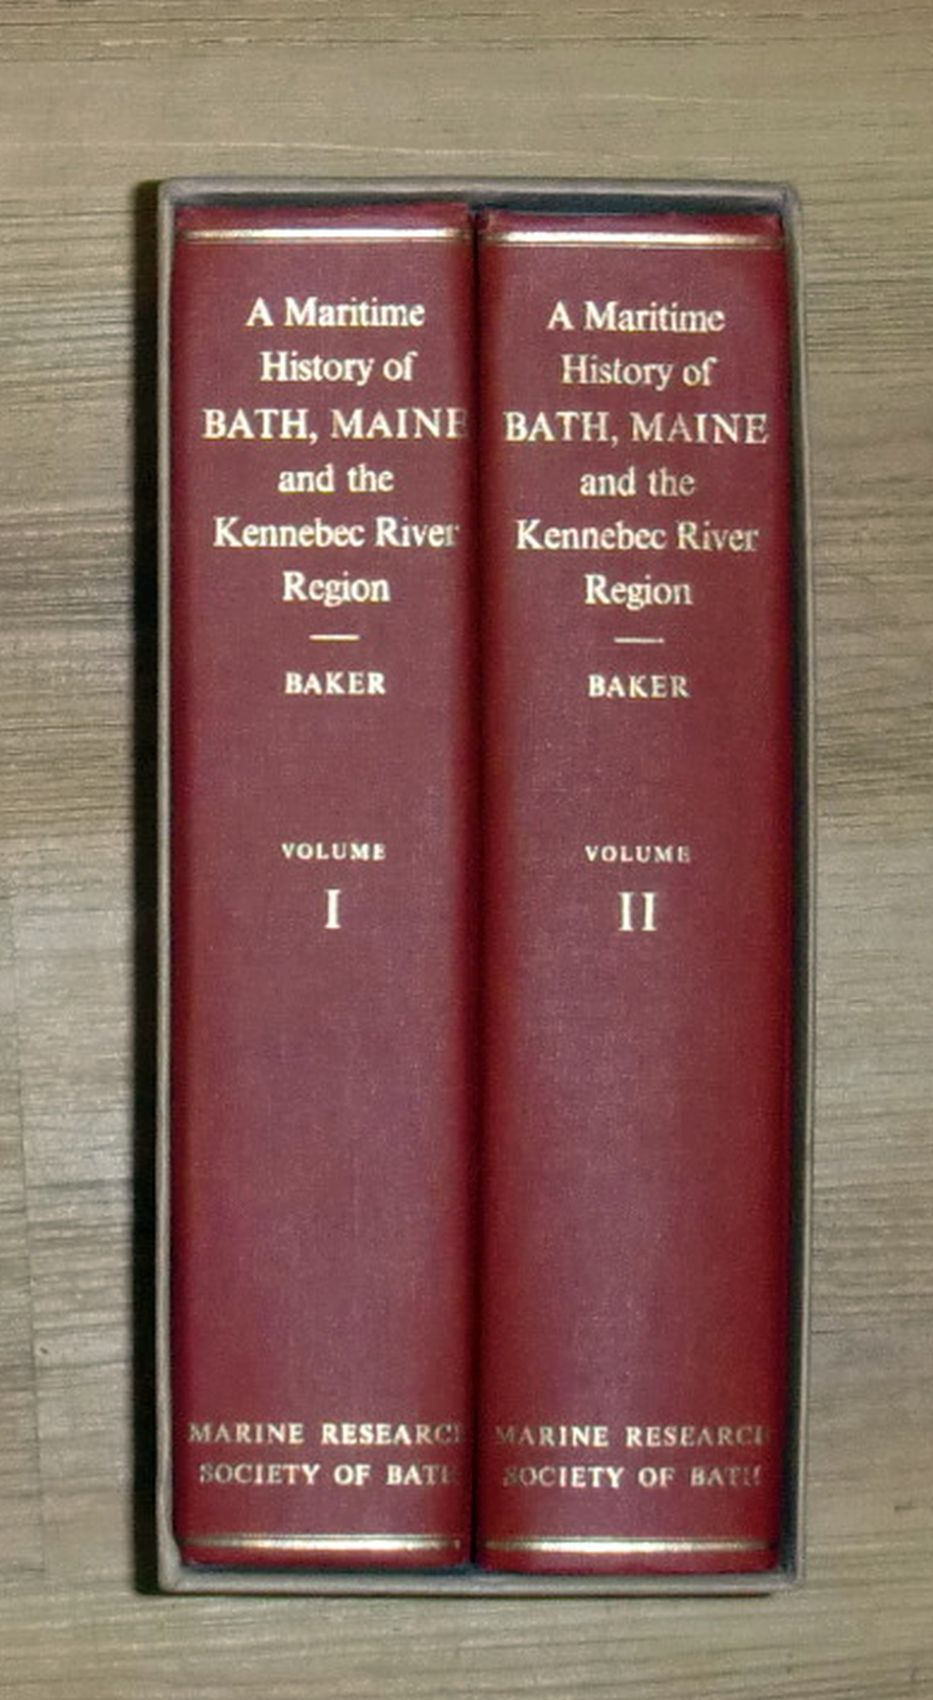 A Maritime
History of
BATH, MAINE
and the
Kennebec River
Region
BAKER
VOLUME
I
MARINE RESEARCH
SOCIETY OF BATH
A Maritime
History of
BATH, MAINE
and the
Kennebec River
Region
BAKER
VOLUME
II
MARINE RESEARCH
SOCIETY OF BATH